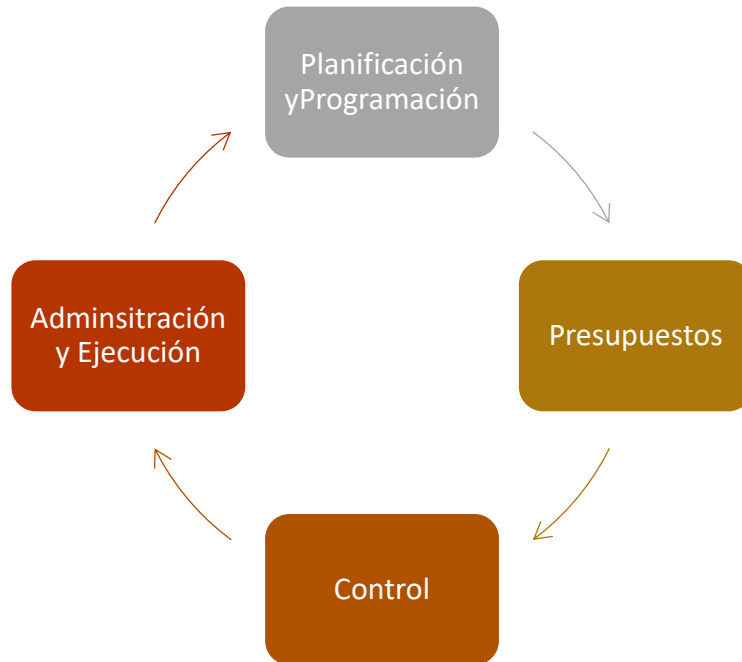 Planificación
yProgramación
Presupuestos
Control
Adminsitración
y Ejecución